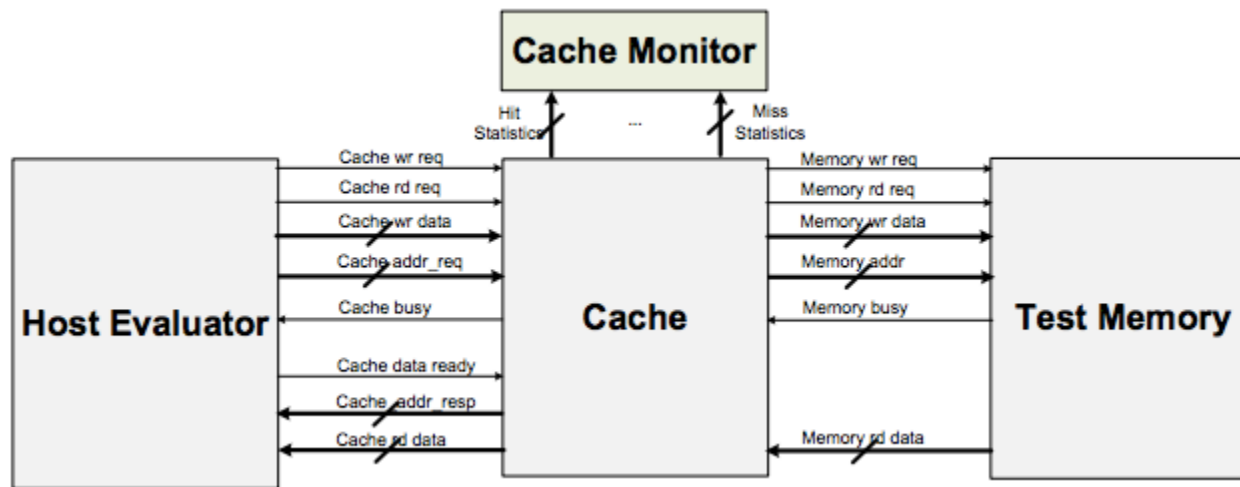 Cache Monitor
Hit
Statistics
...
Miss
Statistics
Host Evaluator
Cache wr req
Cache rd req
Cache wr data
Cache addr_req
Cache busy
Cache data ready
Cache addr_resp
Cache rd data
Cache
Memory wr req
Memory rd req
Memory wr data
Memory addr
Memory busy
Memory rd data
Test Memory